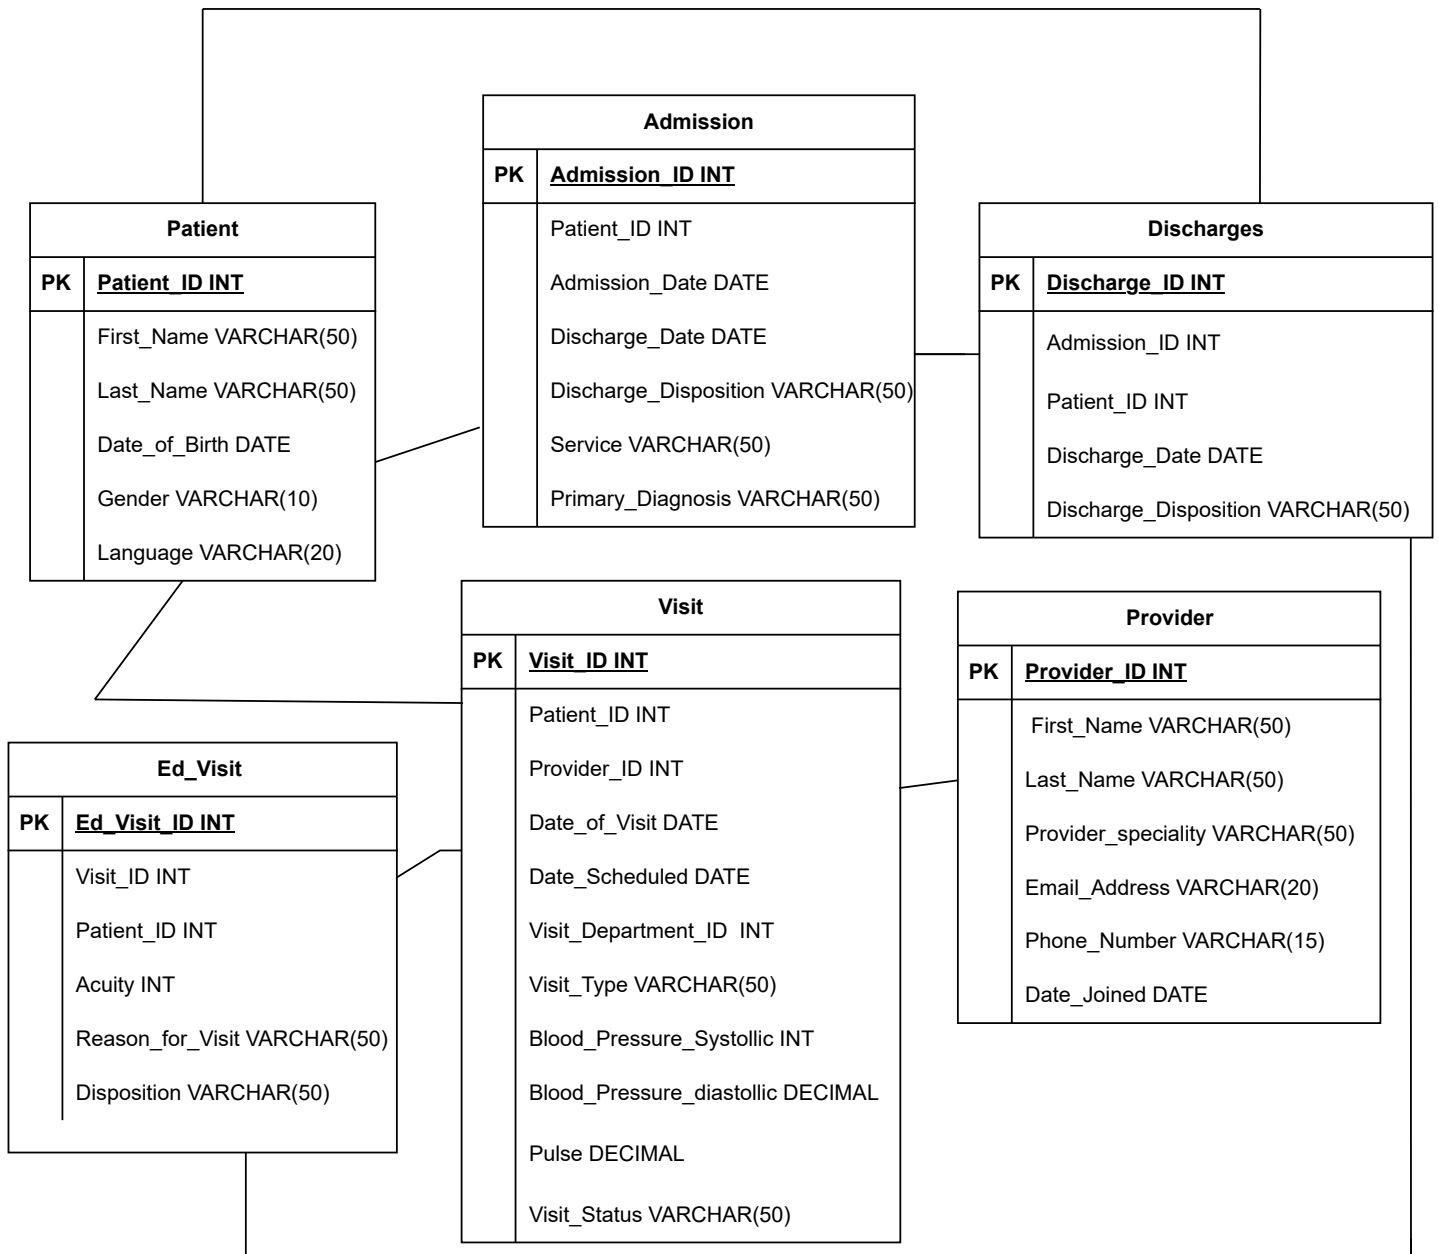 Admission
PK Admission_ID INT
Patient_ID INT
Admission_Date DATE
Discharge_Date DATE
Discharge_Disposition VARCHAR(50)
Service VARCHAR(50)
Primary_Diagnosis VARCHAR(50)
Patient
PK Patient_ID INT
First_Name VARCHAR(50)
Last_Name VARCHAR(50)
Date_of_Birth DATE
Gender VARCHAR(10)
Language VARCHAR(20)
Discharges
PK Discharge_ID INT
Admission_ID INT
Patient_ID INT
Discharge_Date DATE
Discharge_Disposition VARCHAR(50)
Visit
PK Visit_ID INT
Patient_ID INT
Provider_ID INT
Date_of_Visit DATE
Date_Scheduled DATE
Visit_Department_ID INT
Visit_Type VARCHAR(50)
Blood_Pressure_Systollic INT
Blood_Pressure_diastollic DECIMAL
Pulse DECIMAL
Visit_Status VARCHAR(50)
Provider
PK Provider_ID INT
First_Name VARCHAR(50)
Last_Name VARCHAR(50)
Provider_speciality VARCHAR(50)
Email_Address VARCHAR(20)
Phone_Number VARCHAR(15)
Date_Joined DATE
Ed_Visit
PK Ed_Visit_ID INT
Visit_ID INT
Patient_ID INT
Acuity INT
Reason_for_Visit VARCHAR(50)
Disposition VARCHAR(50)